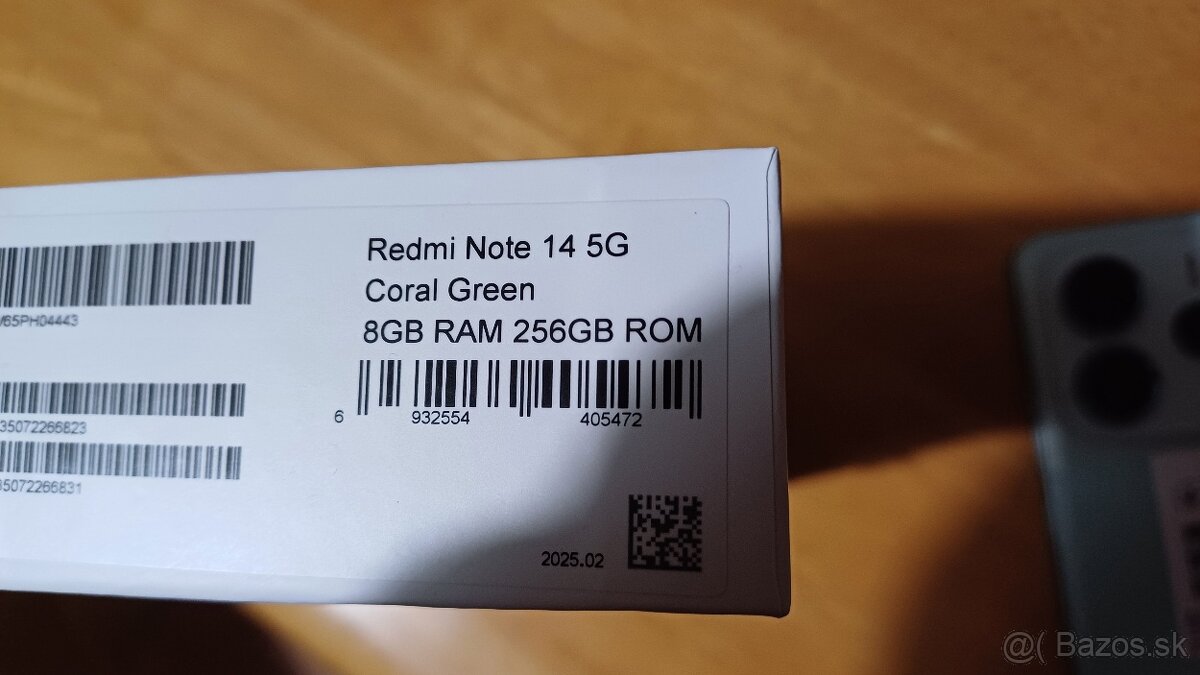 Redmi Note 14 5G
Coral Green
8GB RAM 256GB ROM
6 932554 405472
65PH04443
35072266823
35072266831
2025.02
@( Bazos.sk